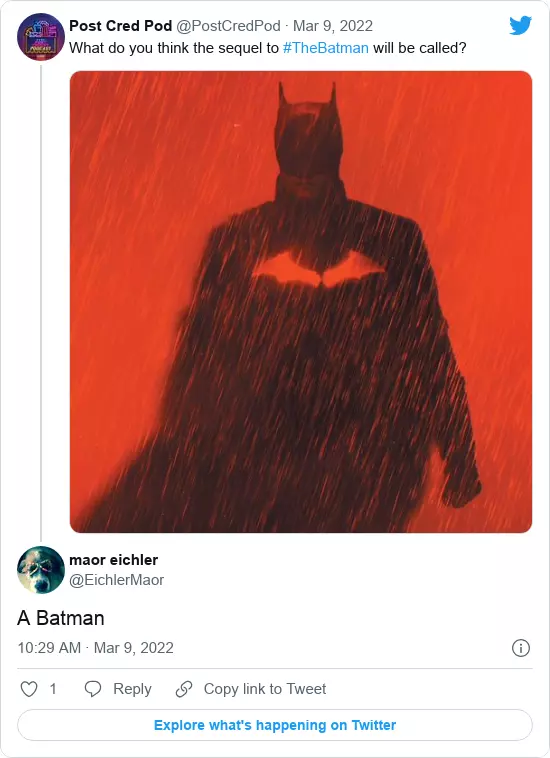 Post Cred Pod @PostCredPod · Mar 9, 2022
What do you think the sequel to #TheBatman will be called?
maor eichler
@EichlerMaor
A Batman
10:29 AM · Mar 9, 2022
1 Reply Copy link to Tweet
Explore what's happening on Twitter